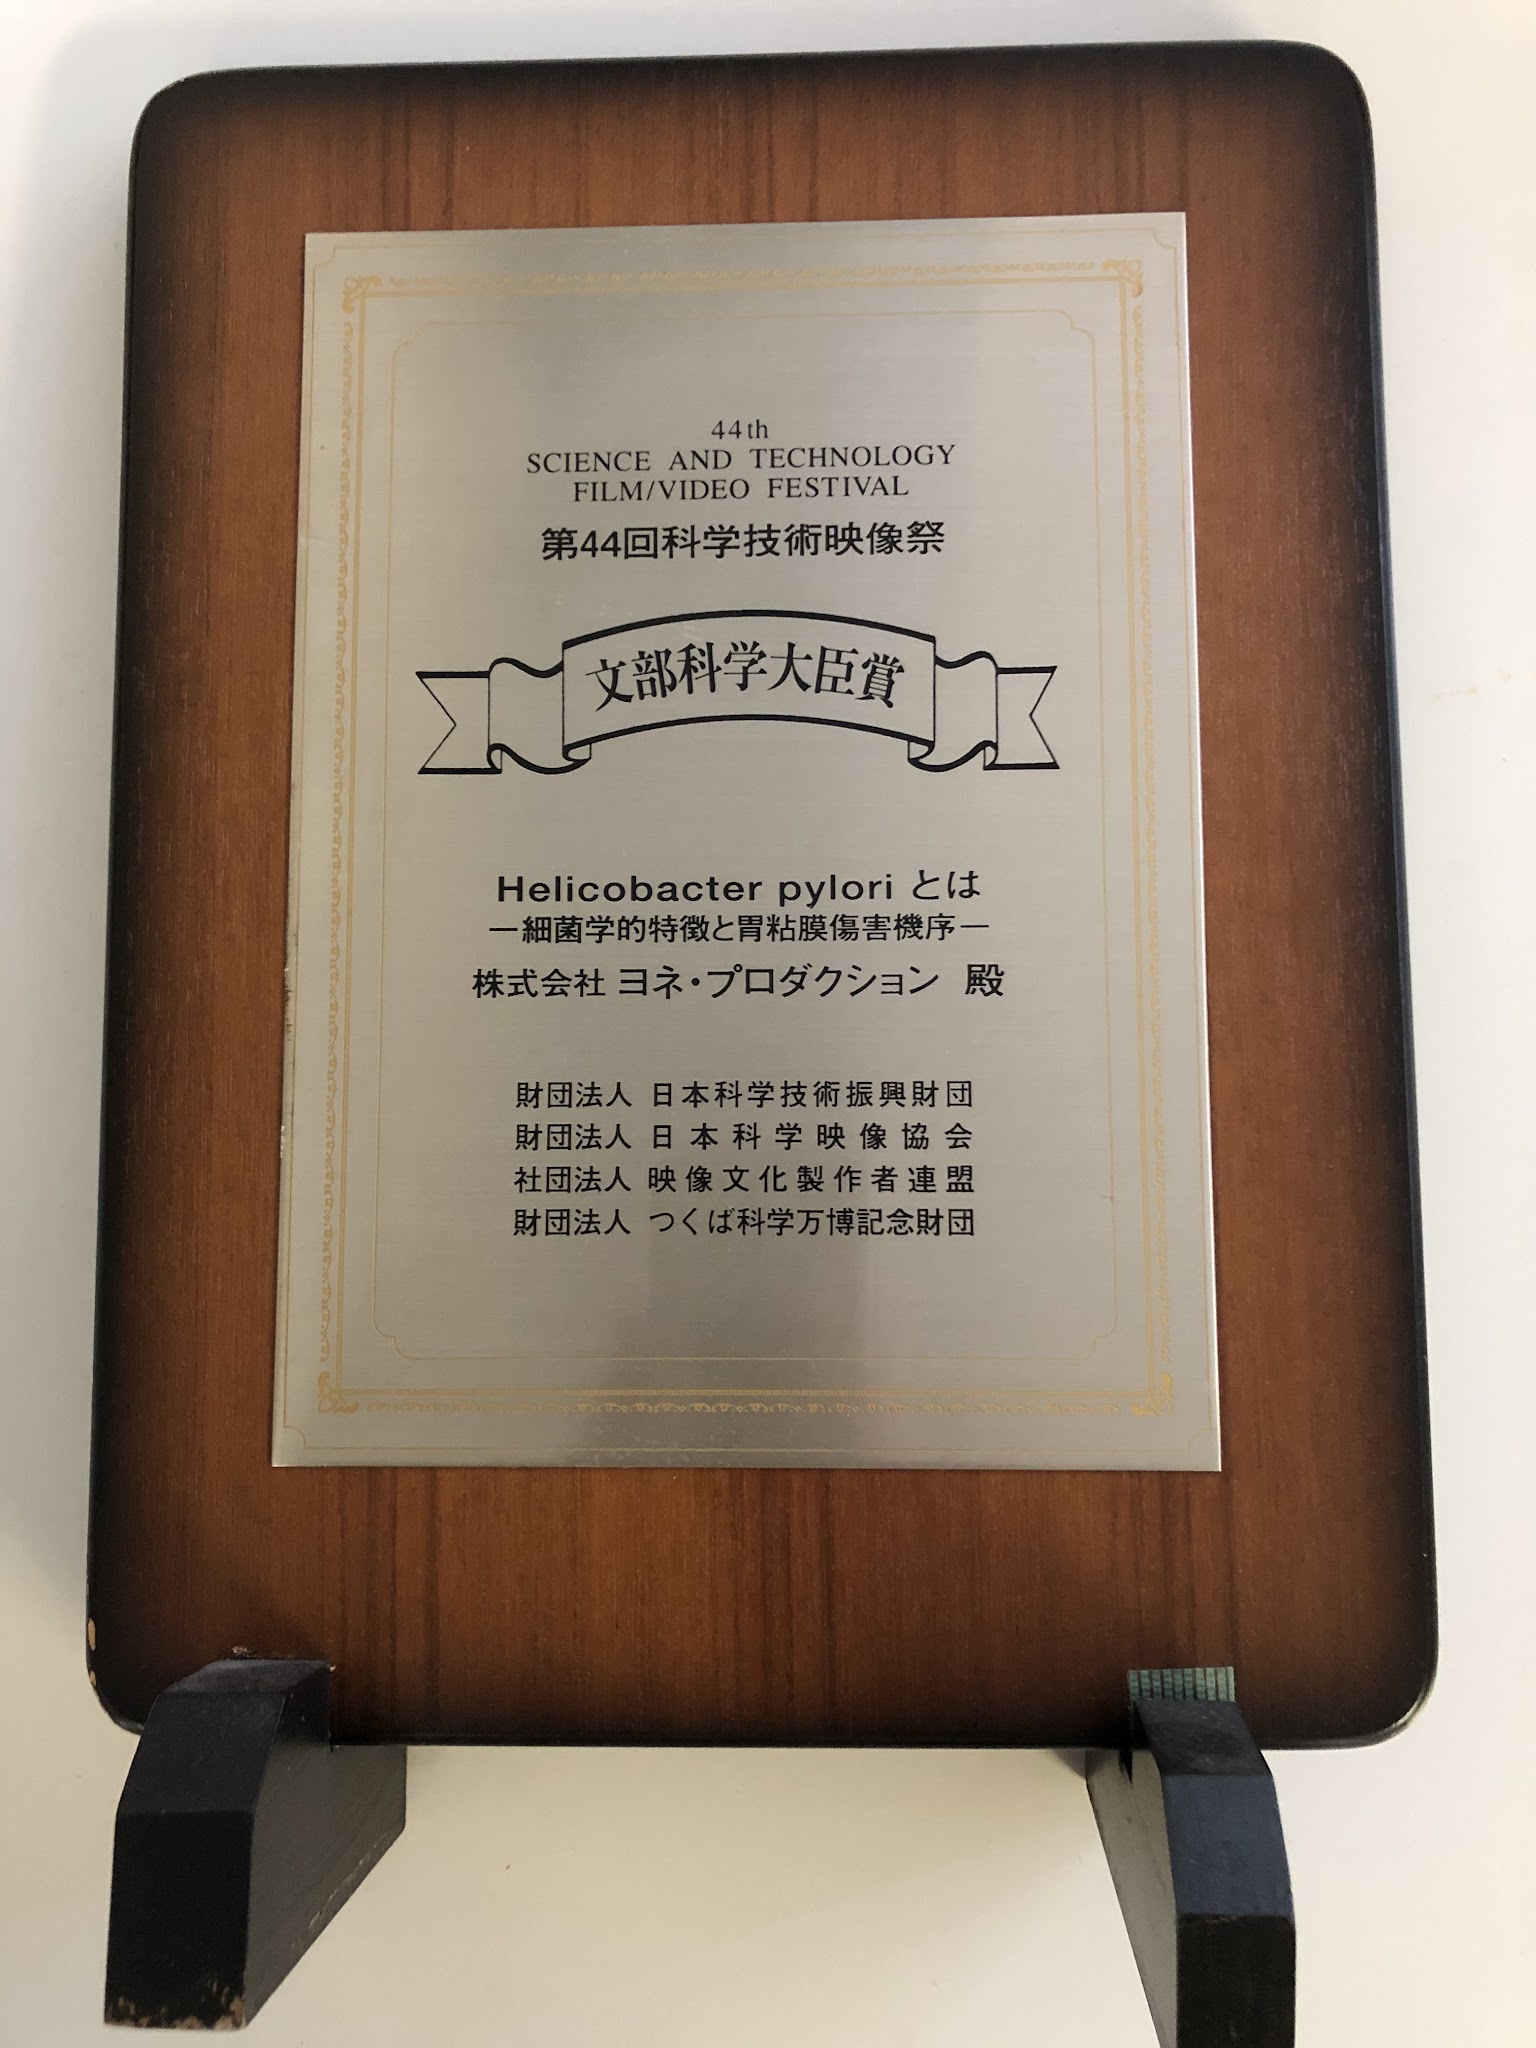 44th
SCIENCE AND TECHNOLOGY
FILM/VIDEO FESTIVAL
第44回科学技術映像祭
文部科学大臣賞
Helicobacter pylori とは
ー細菌学的特徴と胃粘膜傷害機序ー
株式会社 ヨネ・プロダクション 殿
財団法人 日本科学技術振興財団
財団法人 日本科学映像協会
社団法人 映像文化製作者連盟
財団法人 つくば科学万博記念財団